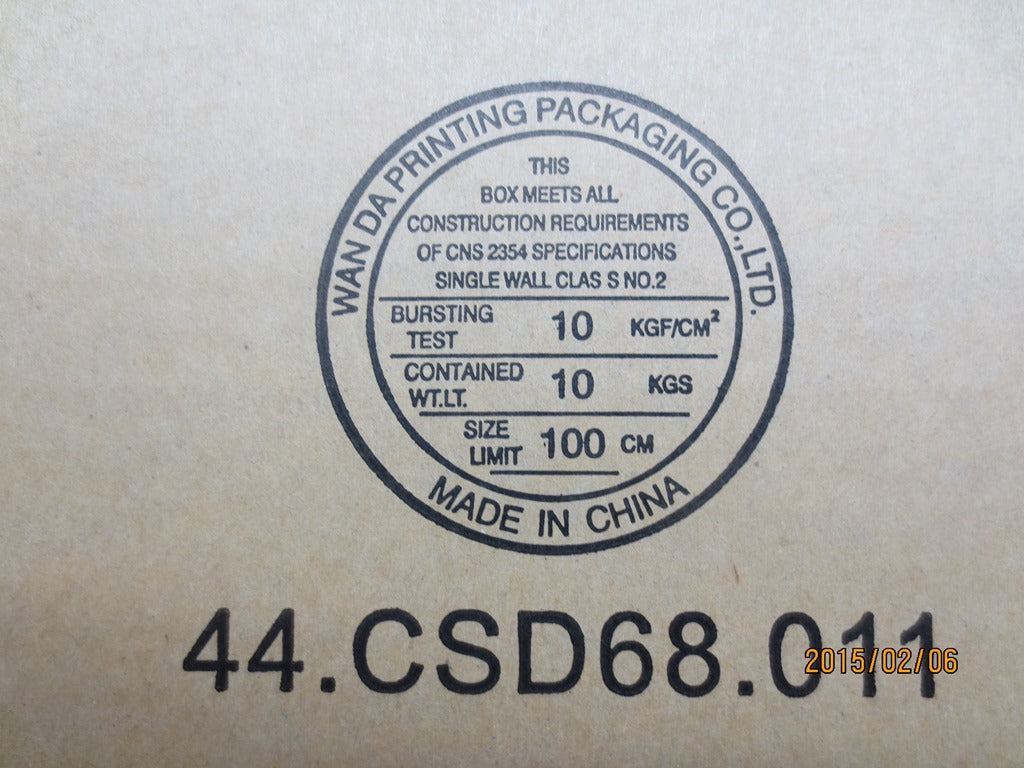 WAN DA PRINTING PACKAGING CO.,LTD.
THIS
BOX MEETS ALL
CONSTRUCTION REQUIREMENTS
OF CNS 2354 SPECIFICATIONS
SINGLE WALL CLAS S NO.2
BURSTING TEST 10 KGF/CM²
CONTAINED WT.LT. 10 KGS
SIZE LIMIT 100 CM
MADE IN CHINA
44.CSD68.011
2015/02/06